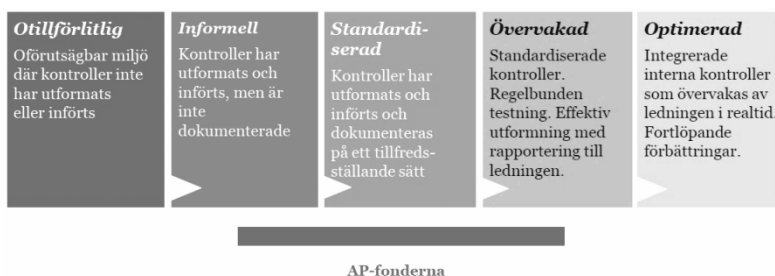 Otillförlitlig
Oförutsägbar miljö
där kontroller inte
har utformats
eller införts
Informell
Kontroller har
utformats och
införts, men är
inte
dokumenterade
Standardi-
serad
Kontroller har
utformats och
införts och
dokumenteras
på ett tillfreds-
ställande sätt
Övervakad
Standardiserade
kontroller.
Regelbunden
testning. Effektiv
utformning med
rapportering till
ledningen.
Optimerad
Integrerade
interna kontroller
som övervakas av
ledningen i realtid.
Fortlöpande
förbättringar.
AP-fonderna